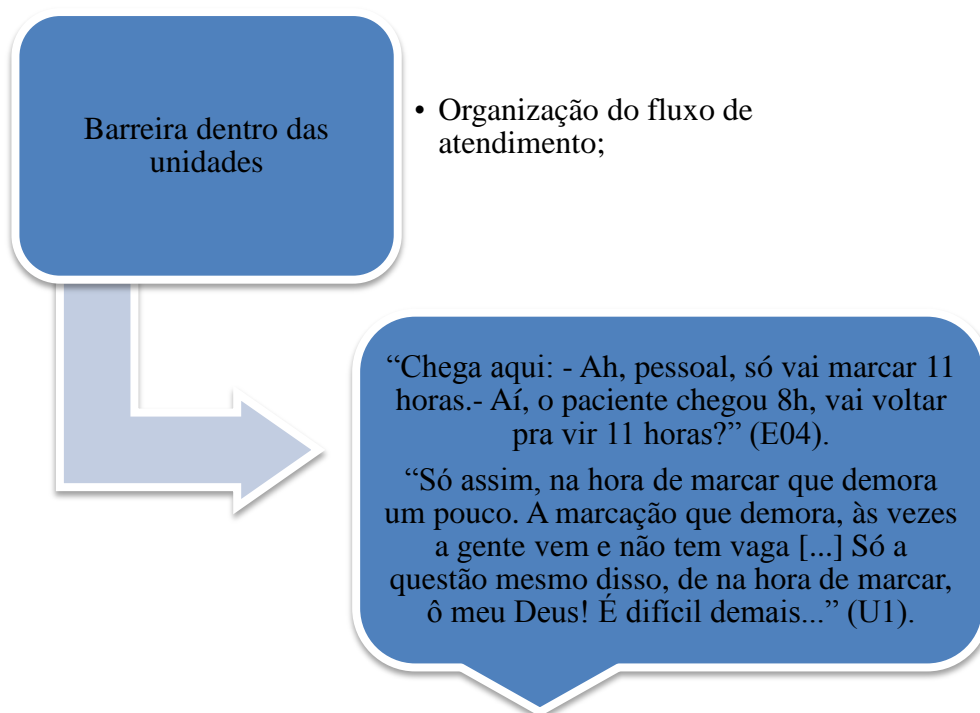 Barreira dentro das
unidades
• Organização do fluxo de
atendimento;
“Chega aqui: - Ah, pessoal, só vai marcar 11
horas.- Aí, o paciente chegou 8h, vai voltar
pra vir 11 horas?” (E04).
“Só assim, na hora de marcar que demora
um pouco. A marcação que demora, às vezes
a gente vem e não tem vaga [...] Só a
questão mesmo disso, de na hora de marcar,
ô meu Deus! É difícil demais...” (U1).